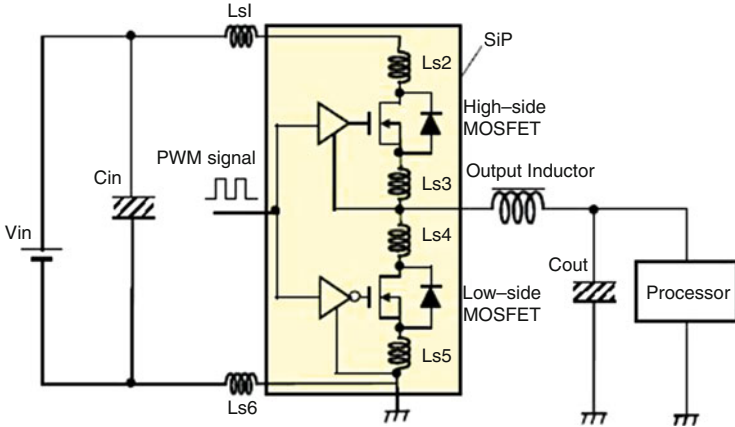 LsI
SiP
Ls2
High–side
MOSFET
PWM signal
Cin
Ls3
Output Inductor
Vin
Ls4
Cout
Low–side
MOSFET
Processor
Ls5
Ls6